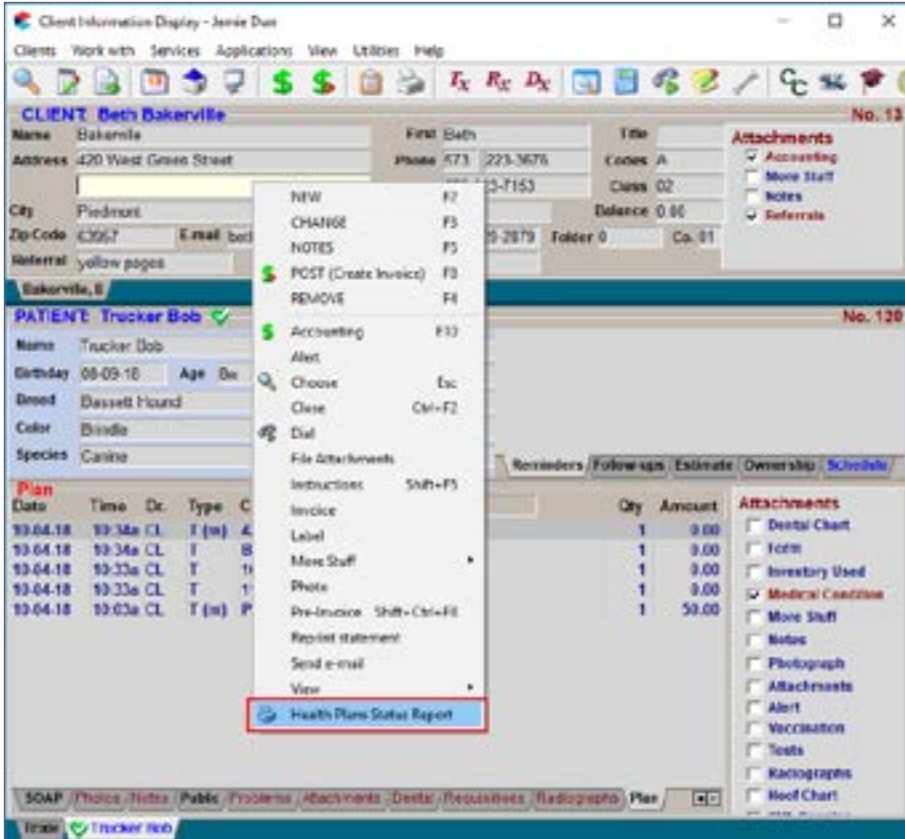 Client Information Display - Jamie Dun
Clients Work with Services Applications View Utilities Help
Tx Rx Dx
CLIENT: Beth Bakerville No. 13
Name Bakerville First Beth Title
Address 420 West Green Street Phone 573 223-3676 Codes A
Class 02
City Piedmont Balance 0.00
Zip Code 63957 E.mail Folder 0 Co. 01
Referral yellow pages
Attachments
Accounting
More Stuff
Notes
Referrals
Bakerville, B
NEW F2
CHANGE F3
NOTES F5
POST (Create Invoice) F8
REMOVE F4
Accounting F10
Alert
Choose Esc
Close Ctrl+F2
Dial
File Attachments
Instructions Shift+F5
Invoice
Label
More Stuff
Photo
Pre-Invoice Shift-Ctrl+F8
Reprint statement
Send e-mail
View
Health Plans Status Report
PATIENT: Trucker Bob No. 120
Name Trucker Bob
Birthday 08-09-18 Age
Breed Bassett Hound
Color Brindle
Species Canine
Reminders Follow ups Estimate Ownership Schedule
Plan
Date Time Dr. Type C Qty Amount
10-04-18 10:34a CL T (m) 1 0.00
10-04-18 10:34a CL T B 1 0.00
10-04-18 10:33a CL T 1 0.00
10-04-18 10:33a CL T 1 0.00
10-04-18 10:03a CL T (m) P 1 50.00
Attachments
Dental Chart
Form
Inventory Used
Medical Condition
More Stuff
Notes
Photograph
Attachments
Alert
Vaccination
Tests
Radiographs
Hoof Chart
SOAP Photos Notes Public Problems Attachments Dental Requisitions Radiographs Plan
Trixie Trucker Bob